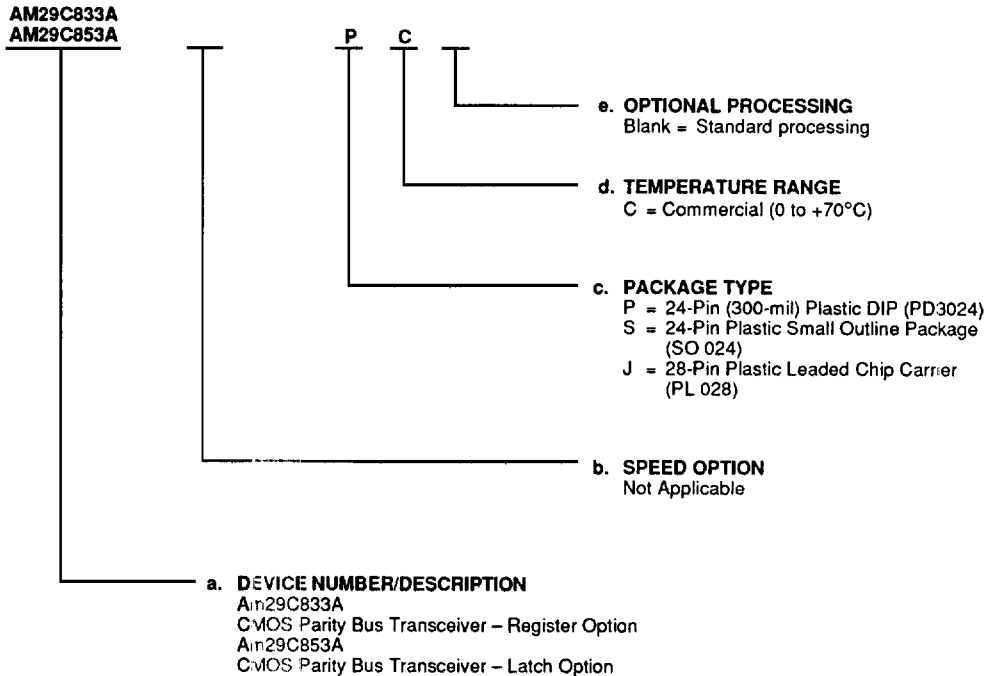 AM29C833A
AM29C853A
P C
e. OPTIONAL PROCESSING
Blank = Standard processing
d. TEMPERATURE RANGE
C = Commercial (0 to +70°C)
c. PACKAGE TYPE
P = 24-Pin (300-mil) Plastic DIP (PD3024)
S = 24-Pin Plastic Small Outline Package
(SO 024)
J = 28-Pin Plastic Leaded Chip Carrier
(PL 028)
b. SPEED OPTION
Not Applicable
a. DEVICE NUMBER/DESCRIPTION
Am29C833A
CMOS Parity Bus Transceiver – Register Option
Am29C853A
CMOS Parity Bus Transceiver – Latch Option